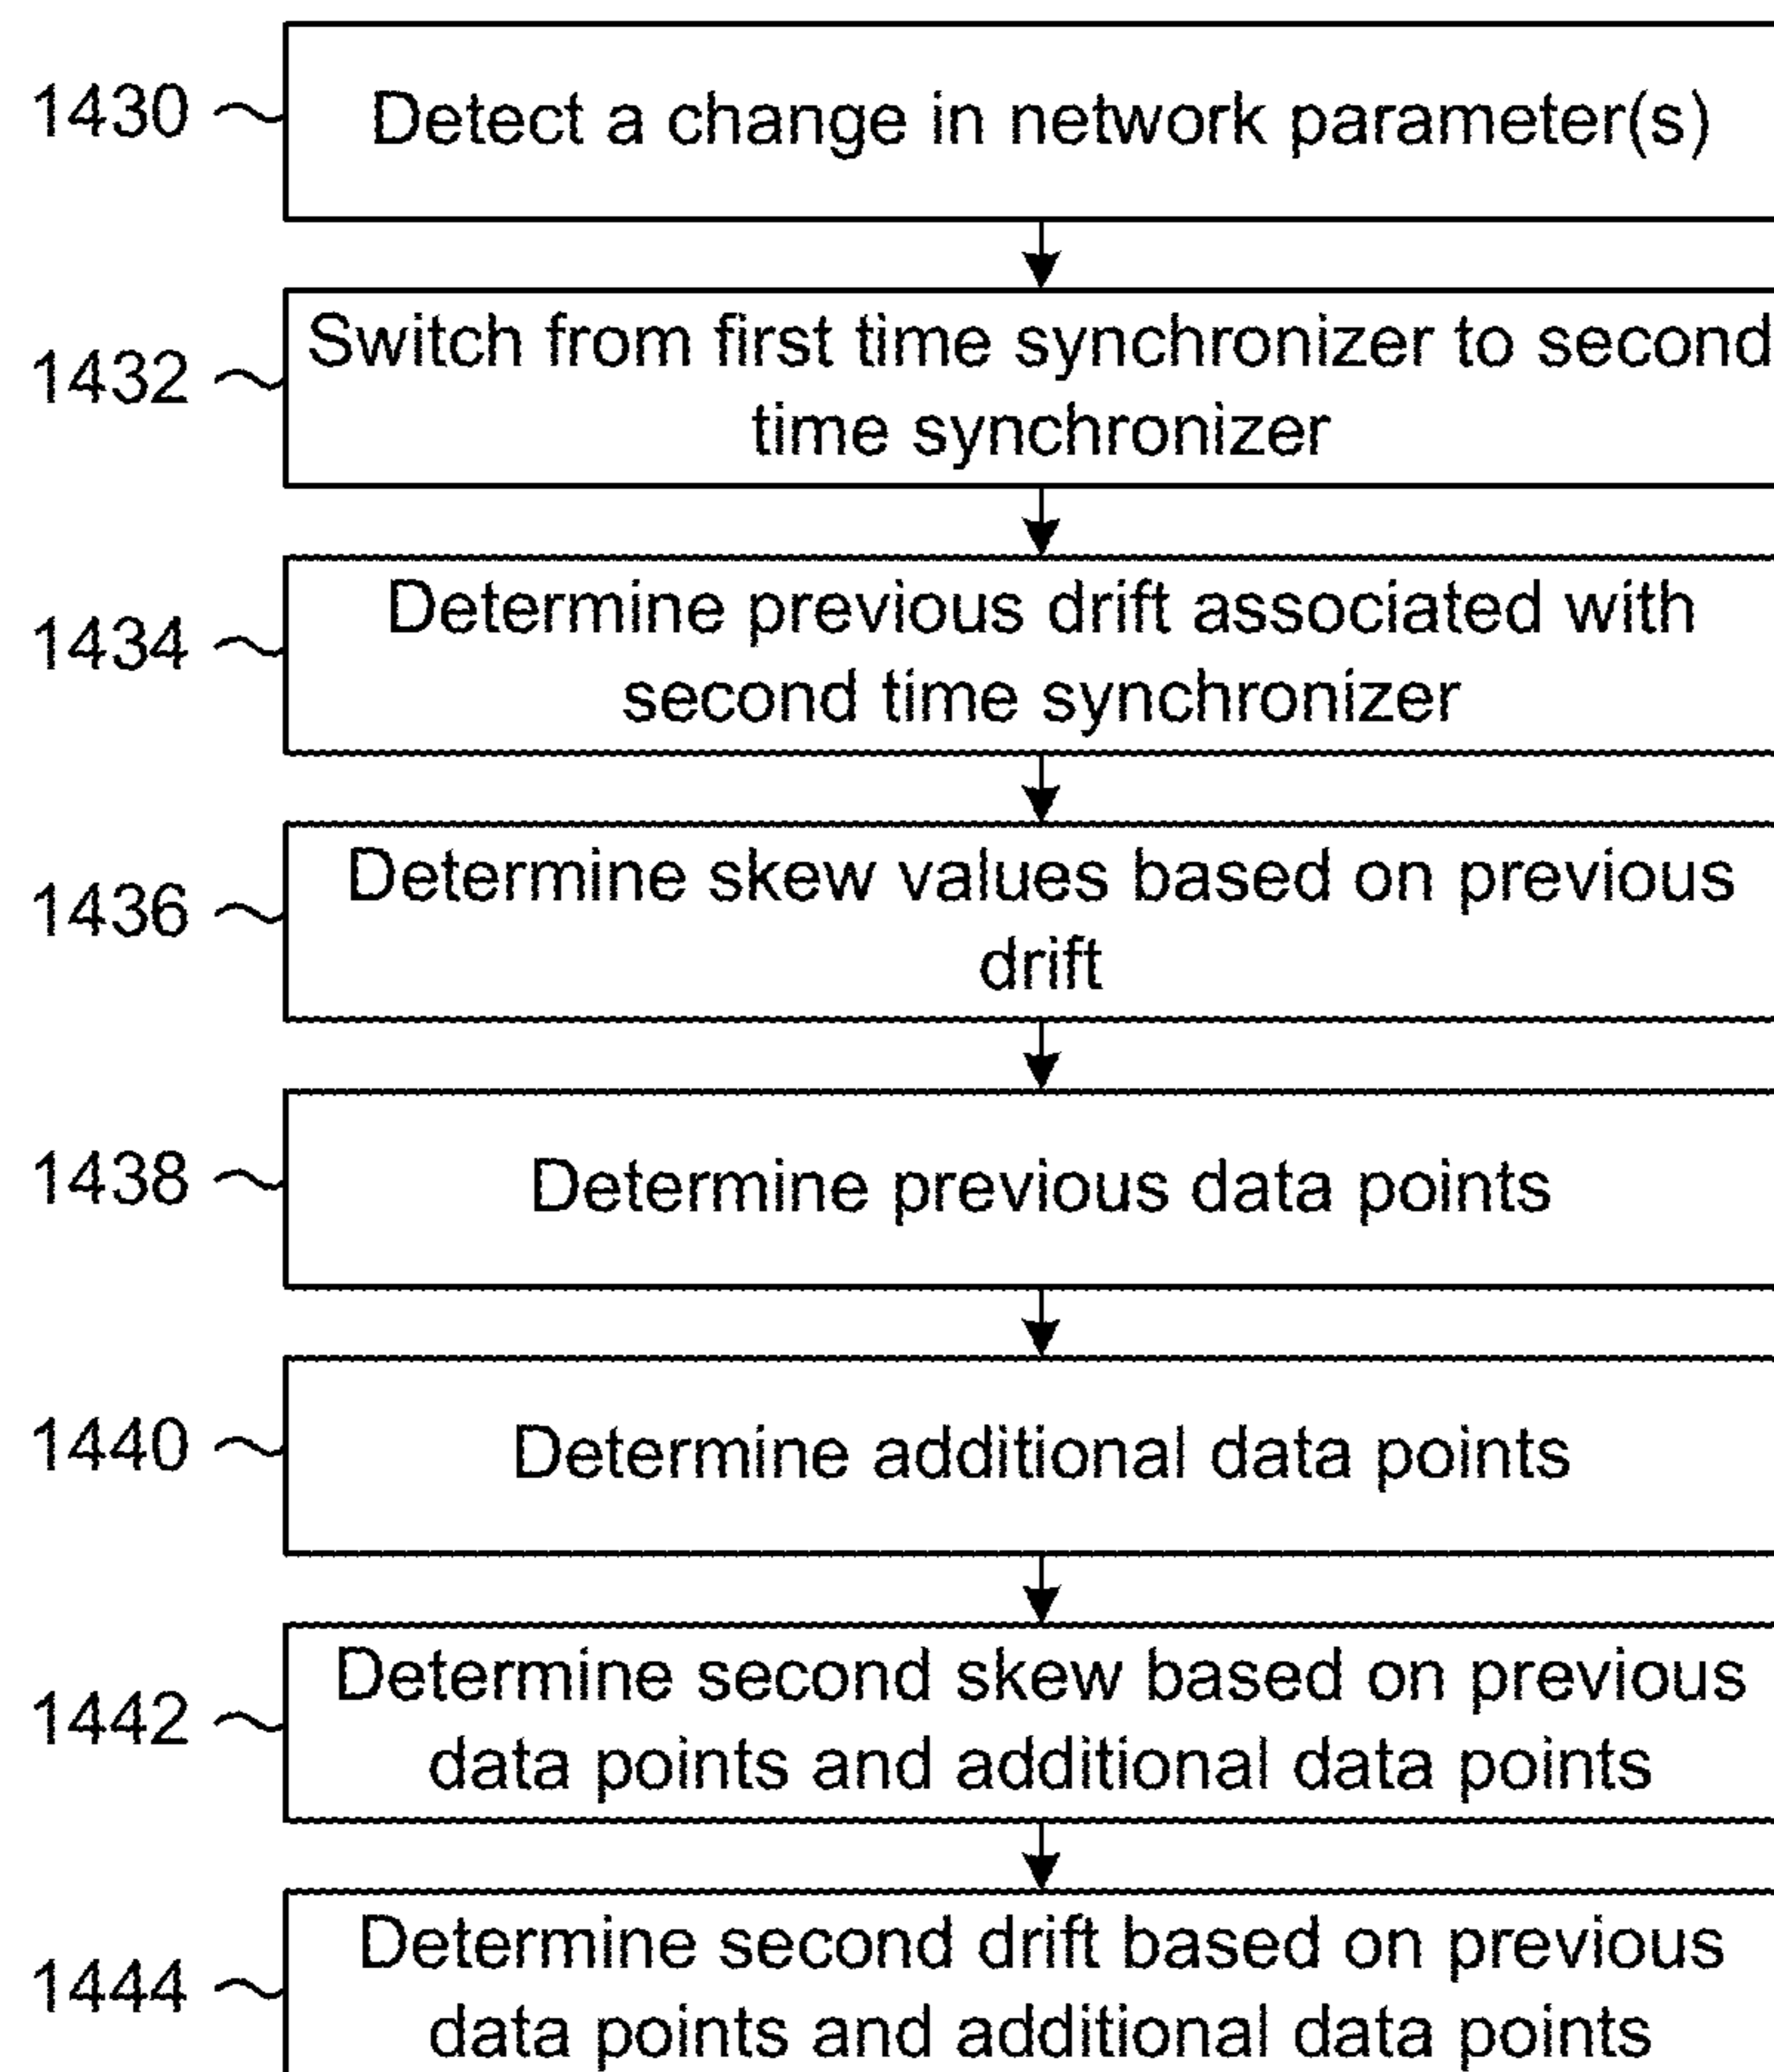 1430 Detect a change in network parameter(s)
1432 Switch from first time synchronizer to second
time synchronizer
1434 Determine previous drift associated with
second time synchronizer
1436 Determine skew values based on previous
drift
1438 Determine previous data points
1440 Determine additional data points
1442 Determine second skew based on previous
data points and additional data points
1444 Determine second drift based on previous
data points and additional data points